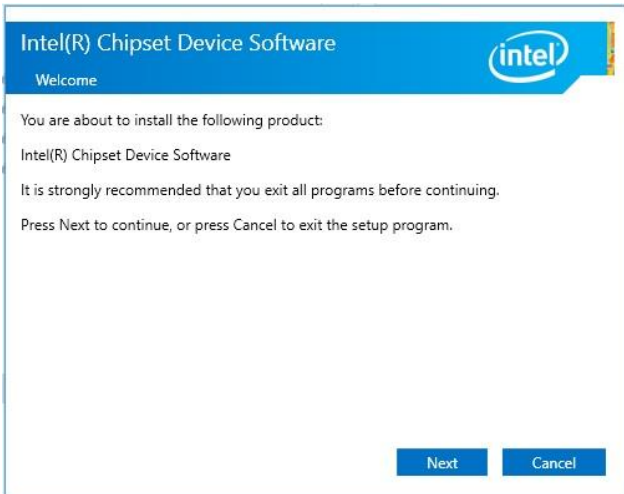 Intel(R) Chipset Device Software
intel
Welcome
You are about to install the following product:
Intel(R) Chipset Device Software
It is strongly recommended that you exit all programs before continuing.
Press Next to continue, or press Cancel to exit the setup program.
Next Cancel